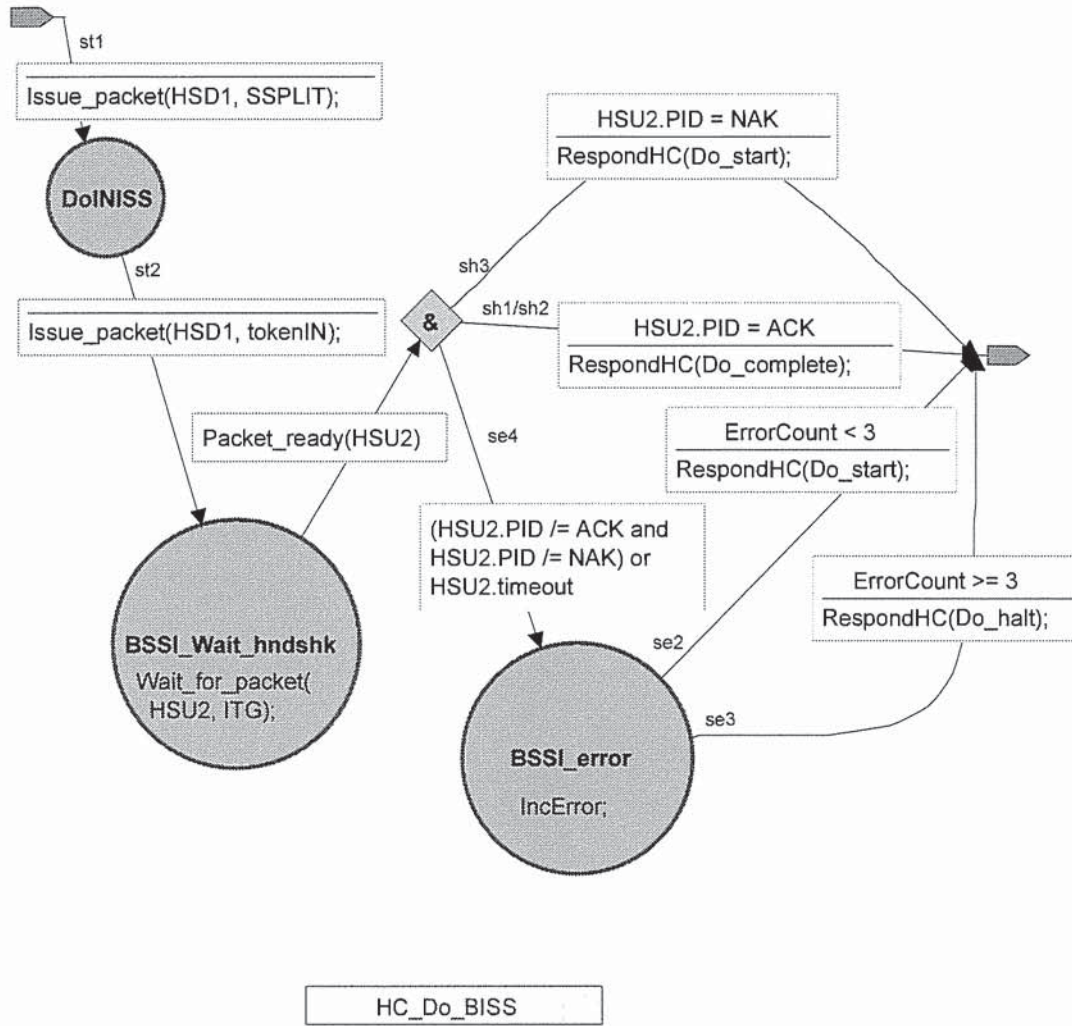 st1
Issue_packet(HSD1, SSPLIT);
DoINISS
st2
Issue_packet(HSD1, tokenIN);
HSU2.PID = NAK
RespondHC(Do_start);
sh3
sh1/sh2
&
HSU2.PID = ACK
RespondHC(Do_complete);
Packet_ready(HSU2)
se4
ErrorCount < 3
RespondHC(Do_start);
(HSU2.PID /= ACK and
HSU2.PID /= NAK) or
HSU2.timeout
ErrorCount >= 3
RespondHC(Do_halt);
BSSI_Wait_hndshk
Wait_for_packet(
HSU2, ITG);
se2
se3
BSSI_error
IncError;
HC_Do_BISS